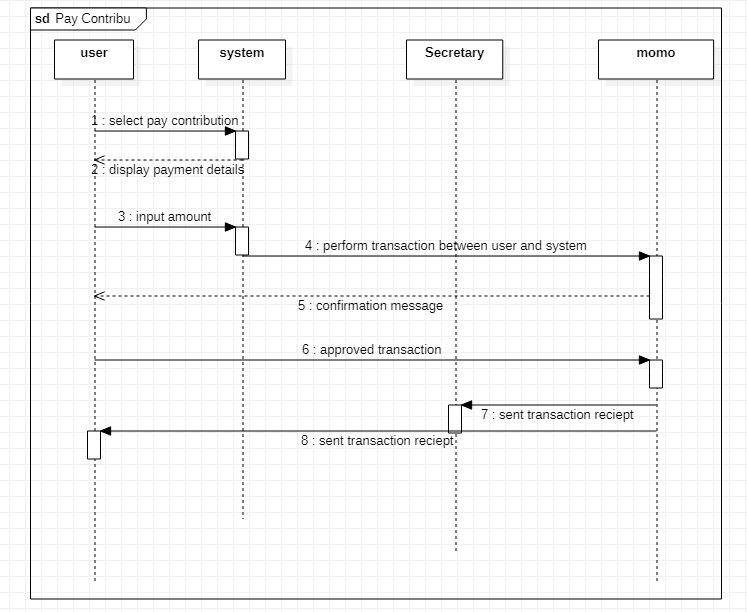 sd Pay Contribu
user
system
Secretary
momo
1 : select pay contribution
2 : display payment details
3 : input amount
4 : perform transaction between user and system
5 : confirmation message
6 : approved transaction
7 : sent transaction reciept
8 : sent transaction reciept